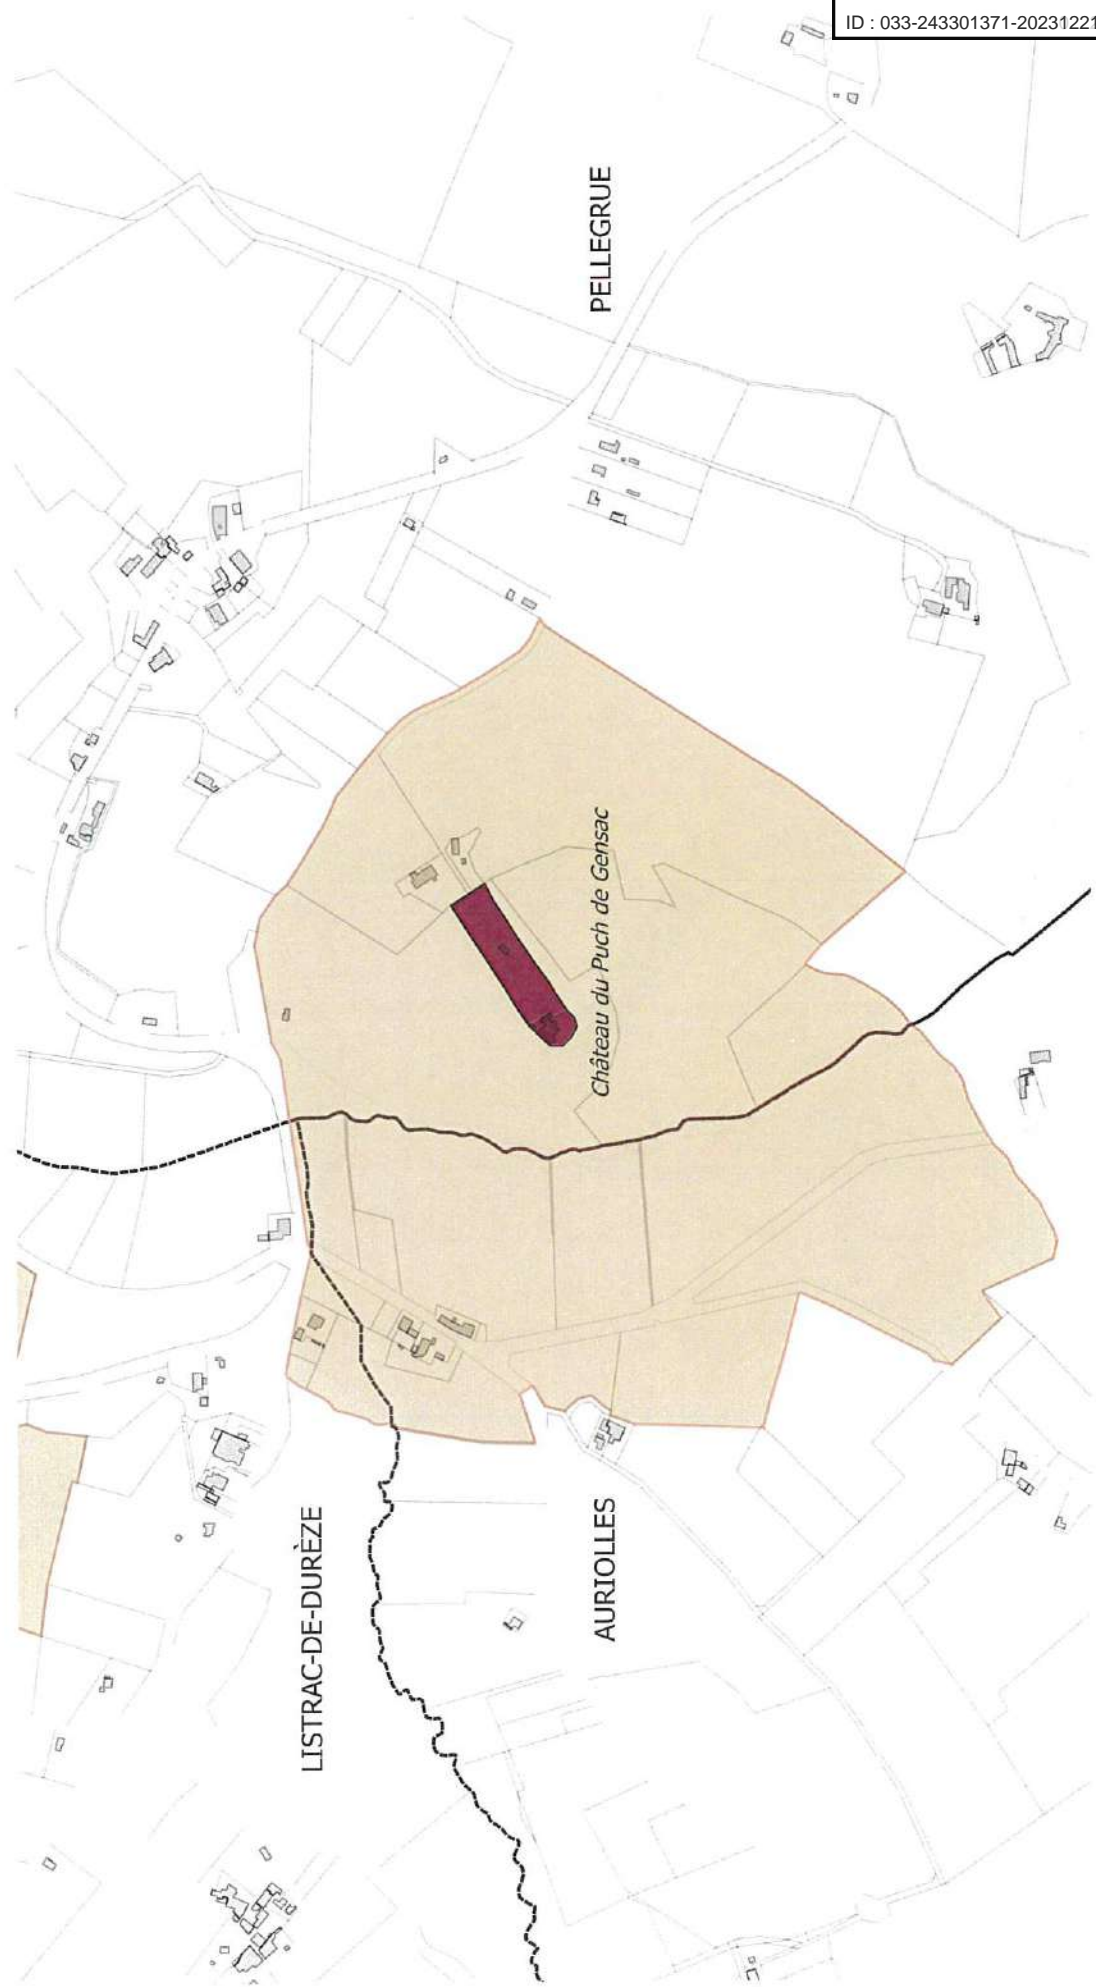 ID : 033-243301371-20231221
PELLEGRUE
Château du Puch de Gensac
LISTRAC-DE-DURÈZE
AURIOLLES